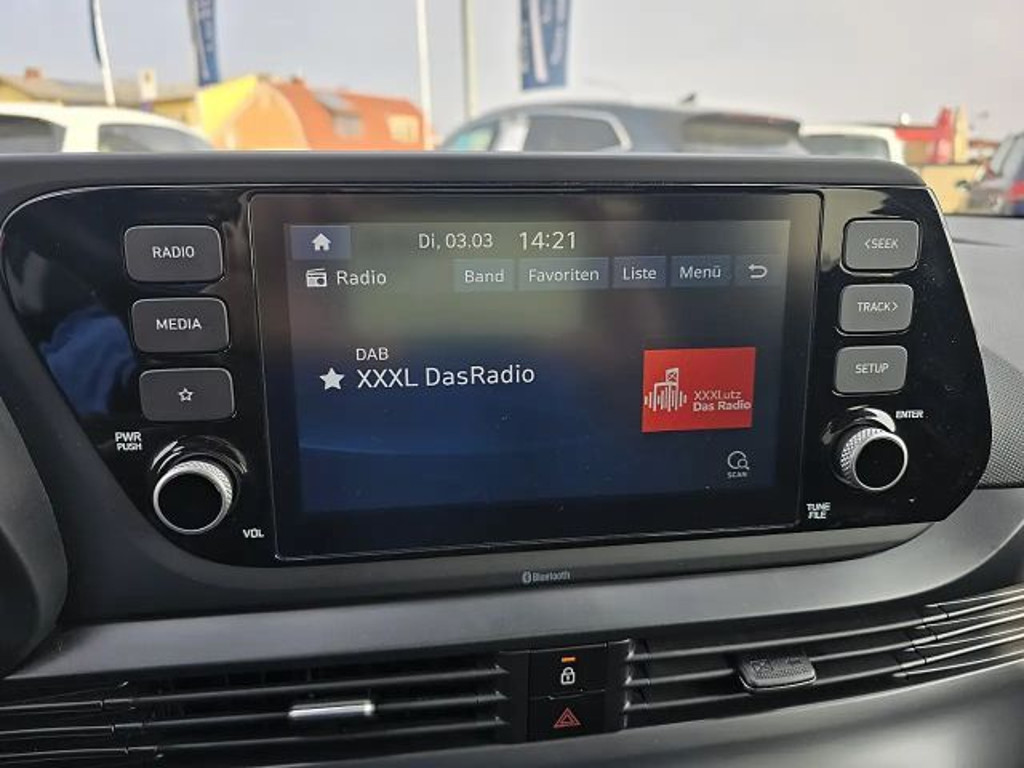 RADIO
MEDIA
PWR
PUSH
VOL
Di, 03.03 14:21
Radio Band Favoriten Liste Menü
DAB
XXXL DasRadio
XXXLutz
Das Radio
SCAN
<SEEK
TRACK>
SETUP
ENTER
TUNE
FILE
Bluetooth